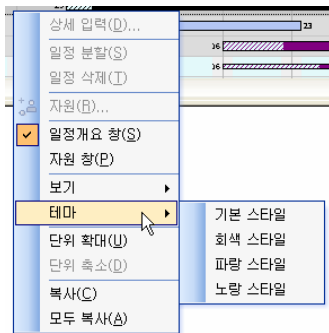 23
상세 입력(D)...
23
일정 분할(S)
16
일정 삭제(T)
16
자원(R)...
일정개요 창(S)
자원 창(P)
보기
테마
기본 스타일
단위 확대(U)
회색 스타일
단위 축소(D)
파랑 스타일
노랑 스타일
복사(C)
모두 복사(A)